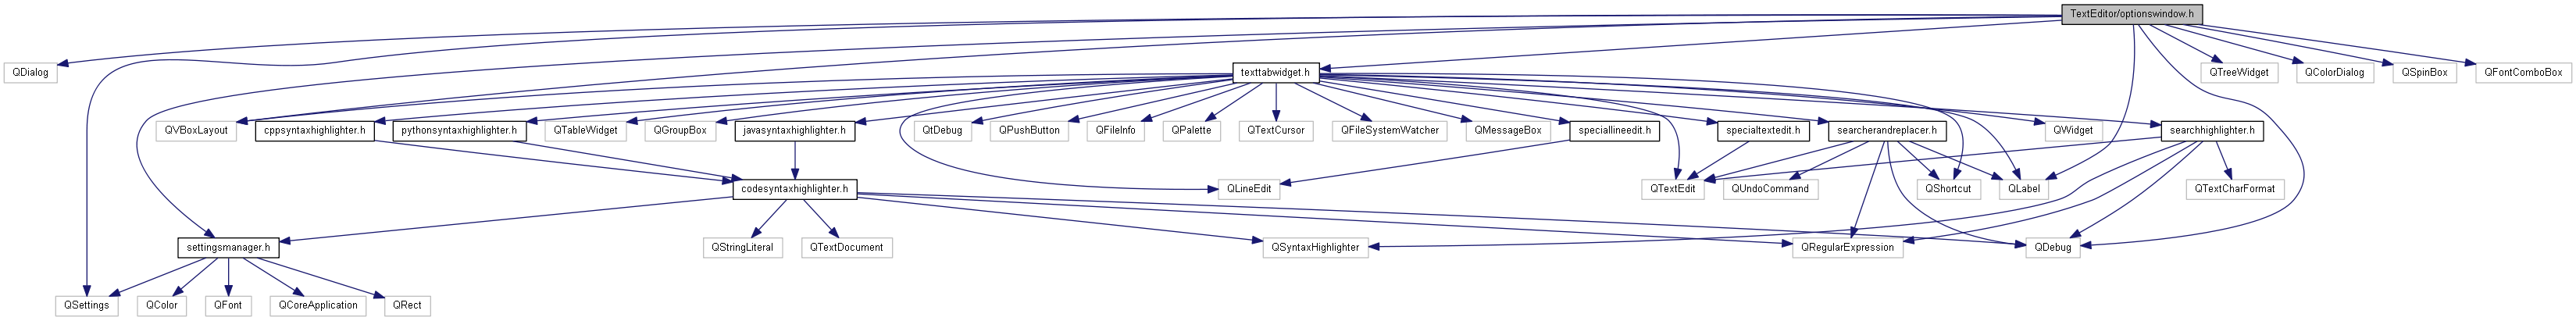 TextEditor/optionswindow.h
QDialog
texttabwidget.h
QTreeWidget
QColorDialog
QSpinBox
QFontComboBox
QVBoxLayout
cppsyntaxhighlighter.h
pythonsyntaxhighlighter.h
QTableWidget
QGroupBox
javasyntaxhighlighter.h
QtDebug
QPushButton
QFileInfo
QPalette
QTextCursor
QFileSystemWatcher
QMessageBox
speciallineedit.h
specialtextedit.h
searcherandreplacer.h
QWidget
searchhighlighter.h
codesyntaxhighlighter.h
QLineEdit
QTextEdit
QUndoCommand
QShortcut
QLabel
QTextCharFormat
settingsmanager.h
QStringLiteral
QTextDocument
QSyntaxHighlighter
QRegularExpression
QDebug
QSettings
QColor
QFont
QCoreApplication
QRect